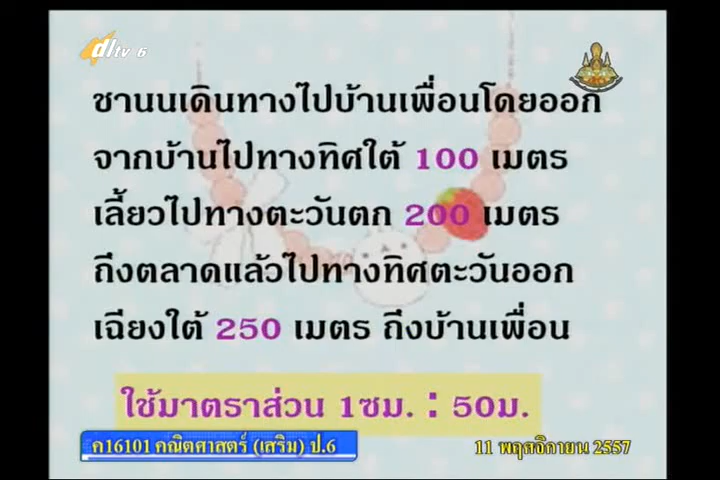 dltv 6
ชานนเดินทางไปบ้านเพื่อนโดยออก
จากบ้านไปทางทิศใต้ 100 เมตร
เลี้ยวไปทางตะวันตก 200 เมตร
ถึงตลาดแล้วไปทางทิศตะวันออก
เฉียงใต้ 250 เมตร ถึงบ้านเพื่อน
ใช้มาตราส่วน 1ซม. : 50ม.
ค16101 คณิตศาสตร์ (เสริม) ป.6
11 พฤศจิกายน 2557